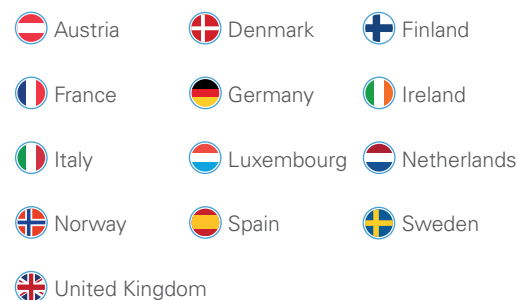 Austria Denmark Finland
France Germany Ireland
Italy Luxembourg Netherlands
Norway Spain Sweden
United Kingdom